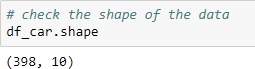 # check the shape of the data
df_car.shape
(398, 10)